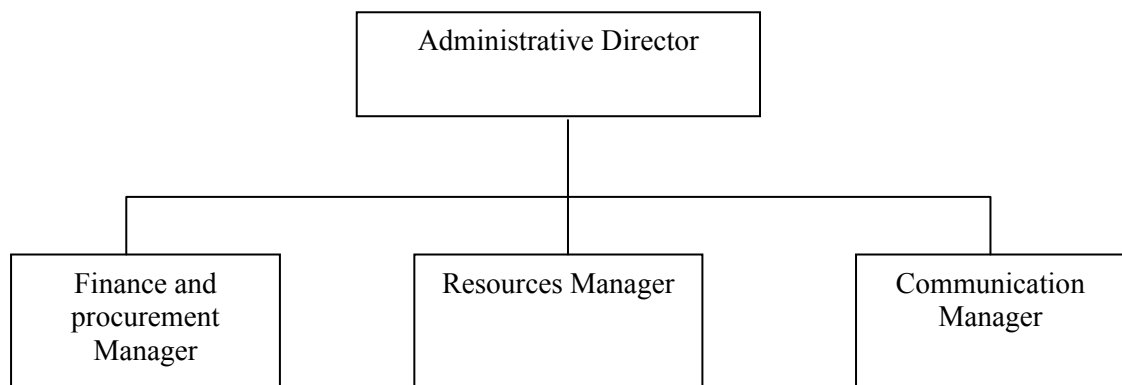 Administrative Director
Finance and
procurement
Manager
Resources Manager
Communication
Manager